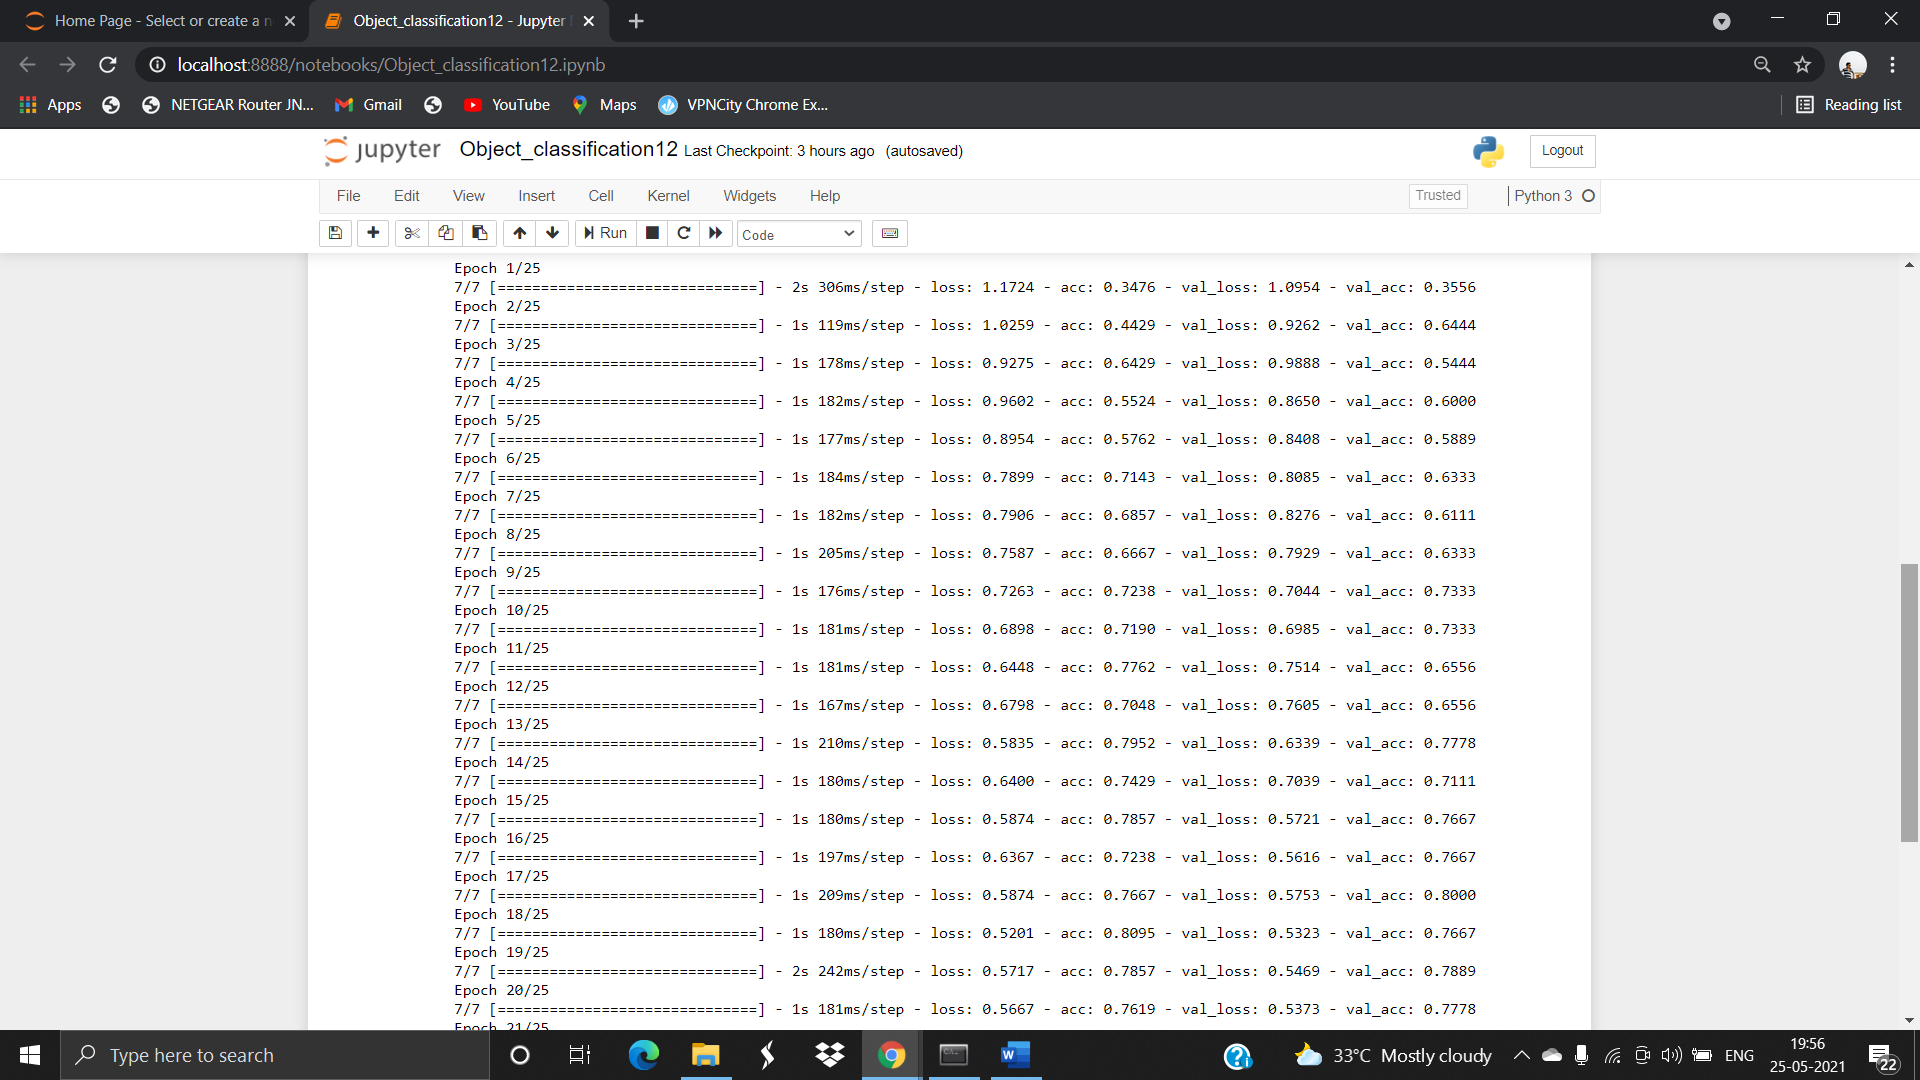 Home Page - Select or create a n
Object_classification12 - Jupyter
localhost:8888/notebooks/Object_classification12.ipynb
Apps
NETGEAR Router JN...
Gmail
YouTube
Maps
VPNCity Chrome Ex...
Reading list
jupyter
Object_classification12 Last Checkpoint: 3 hours ago (autosaved)
Logout
File Edit View Insert Cell Kernel Widgets Help
Trusted
Python 3
Run
Code
Epoch 1/25
7/7 [==============================] - 2s 306ms/step - loss: 1.1724 - acc: 0.3476 - val_loss: 1.0954 - val_acc: 0.3556
Epoch 2/25
7/7 [==============================] - 1s 119ms/step - loss: 1.0259 - acc: 0.4429 - val_loss: 0.9262 - val_acc: 0.6444
Epoch 3/25
7/7 [==============================] - 1s 178ms/step - loss: 0.9275 - acc: 0.6429 - val_loss: 0.9888 - val_acc: 0.5444
Epoch 4/25
7/7 [==============================] - 1s 182ms/step - loss: 0.9602 - acc: 0.5524 - val_loss: 0.8650 - val_acc: 0.6000
Epoch 5/25
7/7 [==============================] - 1s 177ms/step - loss: 0.8954 - acc: 0.5762 - val_loss: 0.8408 - val_acc: 0.5889
Epoch 6/25
7/7 [==============================] - 1s 184ms/step - loss: 0.7899 - acc: 0.7143 - val_loss: 0.8085 - val_acc: 0.6333
Epoch 7/25
7/7 [==============================] - 1s 182ms/step - loss: 0.7906 - acc: 0.6857 - val_loss: 0.8276 - val_acc: 0.6111
Epoch 8/25
7/7 [==============================] - 1s 205ms/step - loss: 0.7587 - acc: 0.6667 - val_loss: 0.7929 - val_acc: 0.6333
Epoch 9/25
7/7 [==============================] - 1s 176ms/step - loss: 0.7263 - acc: 0.7238 - val_loss: 0.7044 - val_acc: 0.7333
Epoch 10/25
7/7 [==============================] - 1s 181ms/step - loss: 0.6898 - acc: 0.7190 - val_loss: 0.6985 - val_acc: 0.7333
Epoch 11/25
7/7 [==============================] - 1s 181ms/step - loss: 0.6448 - acc: 0.7762 - val_loss: 0.7514 - val_acc: 0.6556
Epoch 12/25
7/7 [==============================] - 1s 167ms/step - loss: 0.6798 - acc: 0.7048 - val_loss: 0.7605 - val_acc: 0.6556
Epoch 13/25
7/7 [==============================] - 1s 210ms/step - loss: 0.5835 - acc: 0.7952 - val_loss: 0.6339 - val_acc: 0.7778
Epoch 14/25
7/7 [==============================] - 1s 180ms/step - loss: 0.6400 - acc: 0.7429 - val_loss: 0.7039 - val_acc: 0.7111
Epoch 15/25
7/7 [==============================] - 1s 180ms/step - loss: 0.5874 - acc: 0.7857 - val_loss: 0.5721 - val_acc: 0.7667
Epoch 16/25
7/7 [==============================] - 1s 197ms/step - loss: 0.6367 - acc: 0.7238 - val_loss: 0.5616 - val_acc: 0.7667
Epoch 17/25
7/7 [==============================] - 1s 209ms/step - loss: 0.5874 - acc: 0.7667 - val_loss: 0.5753 - val_acc: 0.8000
Epoch 18/25
7/7 [==============================] - 1s 180ms/step - loss: 0.5201 - acc: 0.8095 - val_loss: 0.5323 - val_acc: 0.7667
Epoch 19/25
7/7 [==============================] - 2s 242ms/step - loss: 0.5717 - acc: 0.7857 - val_loss: 0.5469 - val_acc: 0.7889
Epoch 20/25
7/7 [==============================] - 1s 181ms/step - loss: 0.5667 - acc: 0.7619 - val_loss: 0.5373 - val_acc: 0.7778
Epoch 21/25
Type here to search
33°C Mostly cloudy
ENG
19:56
25-05-2021
22